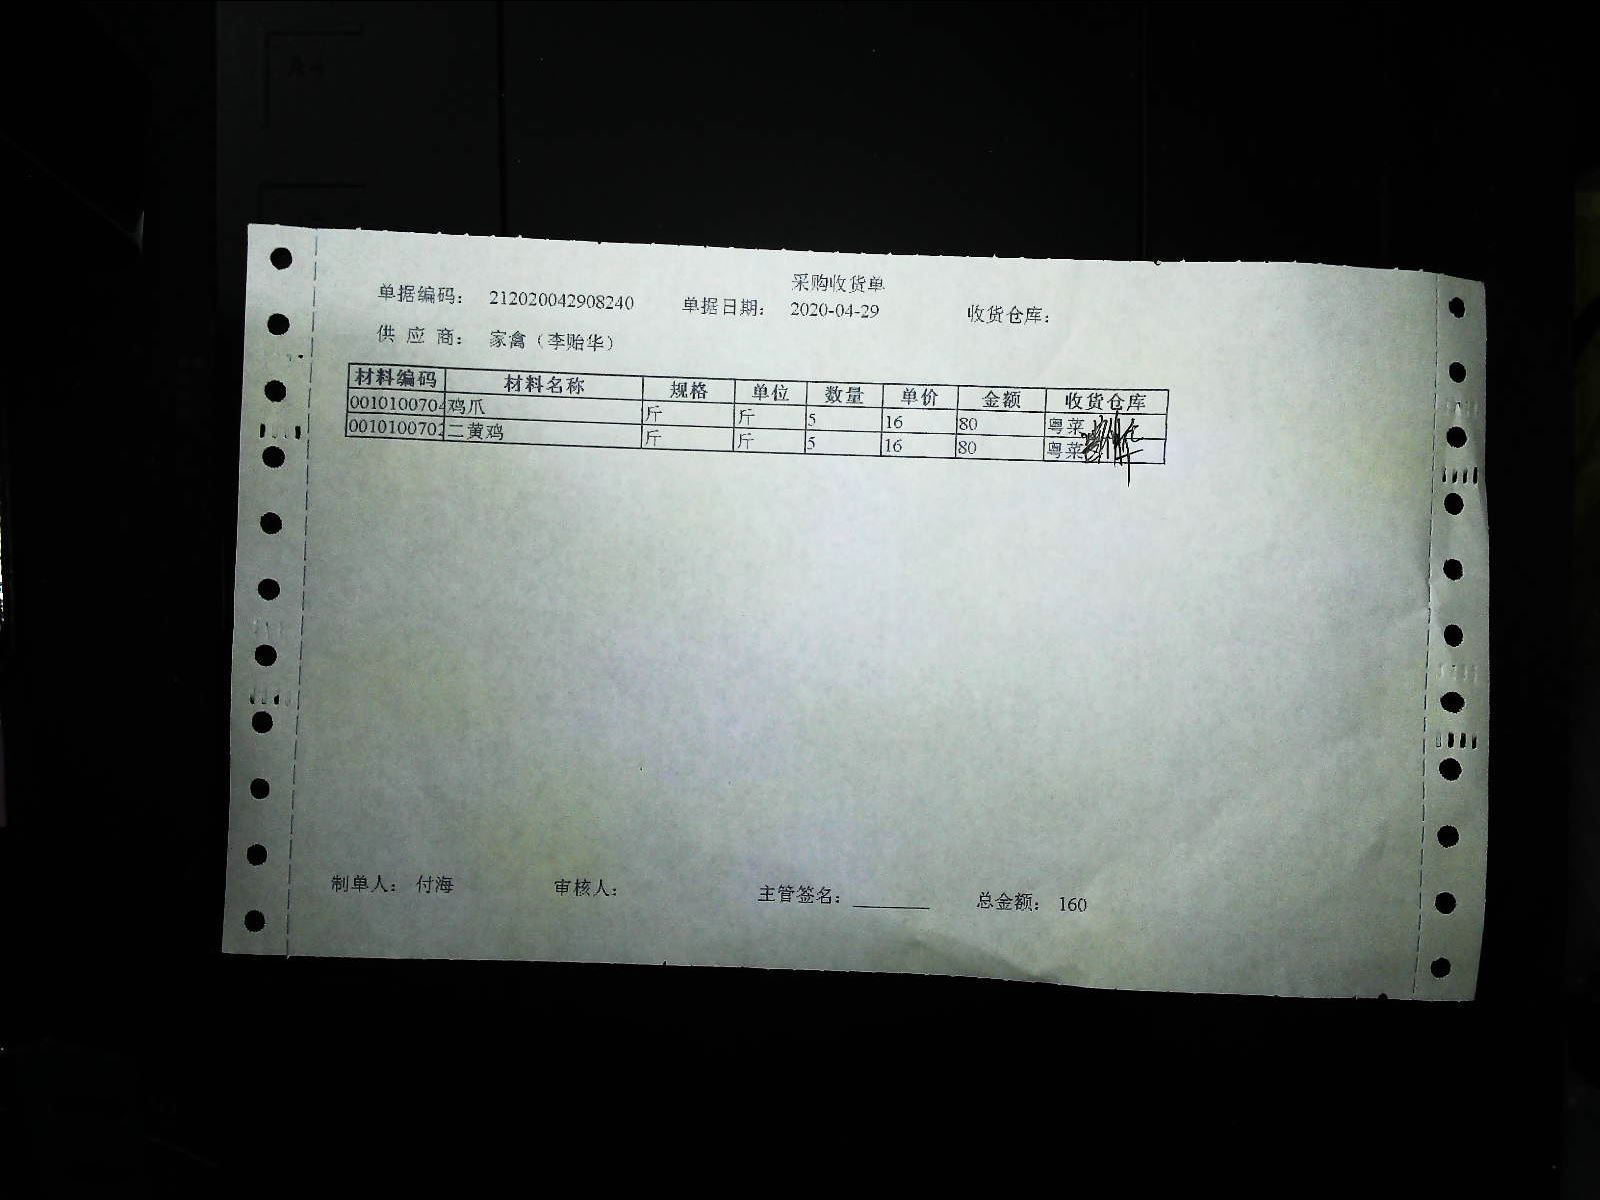 采购收货单
单据编码： 212020042908240 单据日期： 2020-04-29 收货仓库：
供 应 商： 家禽（李贻华）
材料编码 材料名称 规格 单位 数量 单价 金额 收货仓库
0010100704 鸡爪 斤 斤 5 16 80 粤菜
0010100702 二黄鸡 斤 斤 5 16 80 粤菜
制单人： 付海 审核人： 主管签名： 总金额： 160